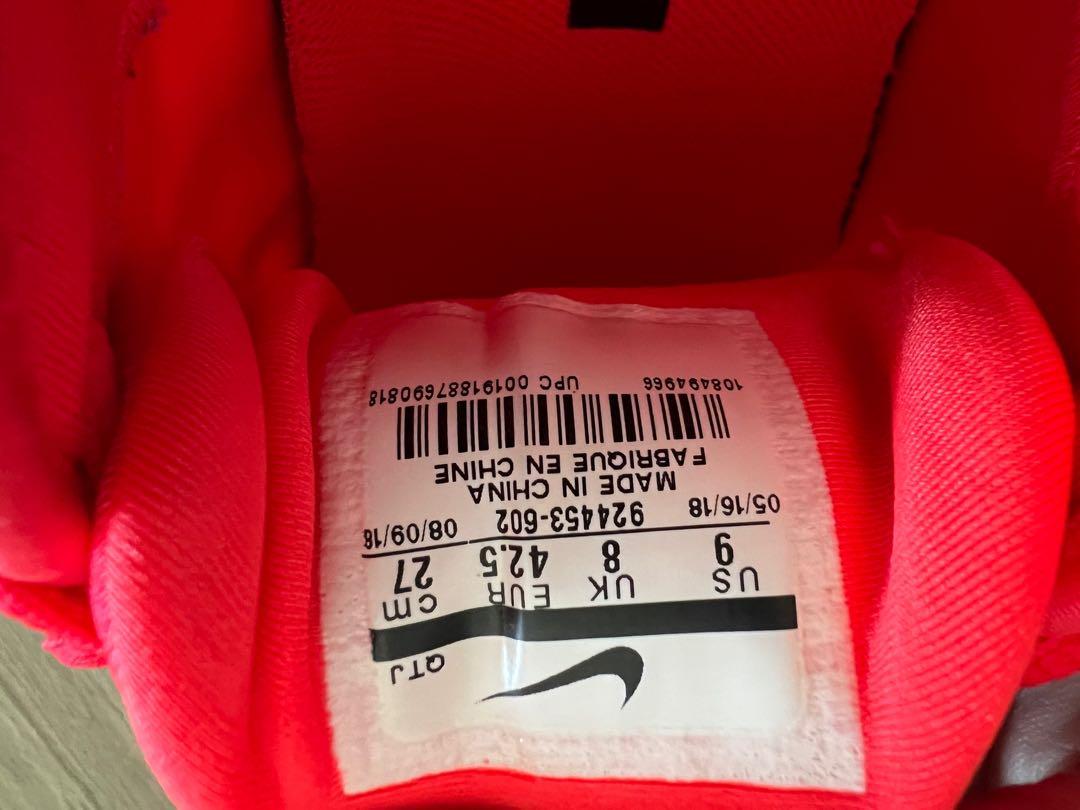 QTJ
US UK EUR cm
9 8 42.5 27
05/16/18 924453-602 08/09/18
MADE IN CHINA
FABRIQUE EN CHINE
108494966 UPC 00191887690818